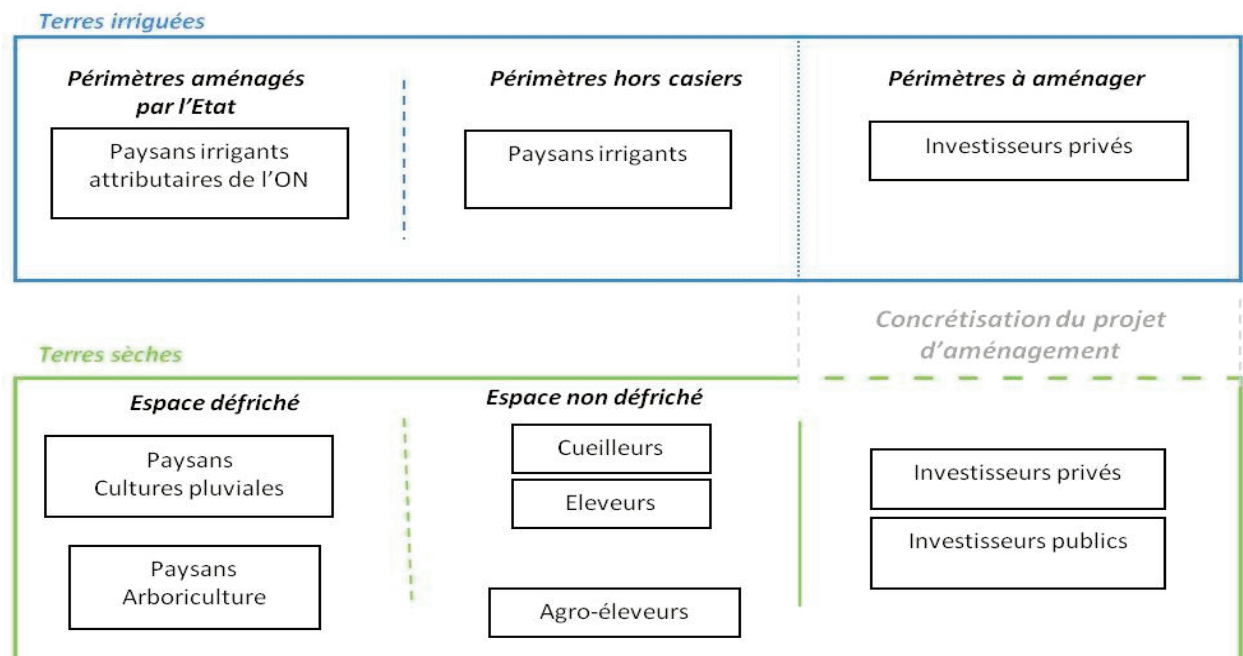 Terres irriguées
Périmètres aménagés
par l’Etat
Paysans irrigants
attributaires de l’ON
Périmètres hors casiers
Paysans irrigants
Périmètres à aménager
Investisseurs privés
Concrétisation du projet
d’aménagement
Terres sèches
Espace défriché
Paysans
Cultures pluviales
Paysans
Arboriculture
Espace non défriché
Cueilleurs
Eleveurs
Agro-éleveurs
Investisseurs privés
Investisseurs publics